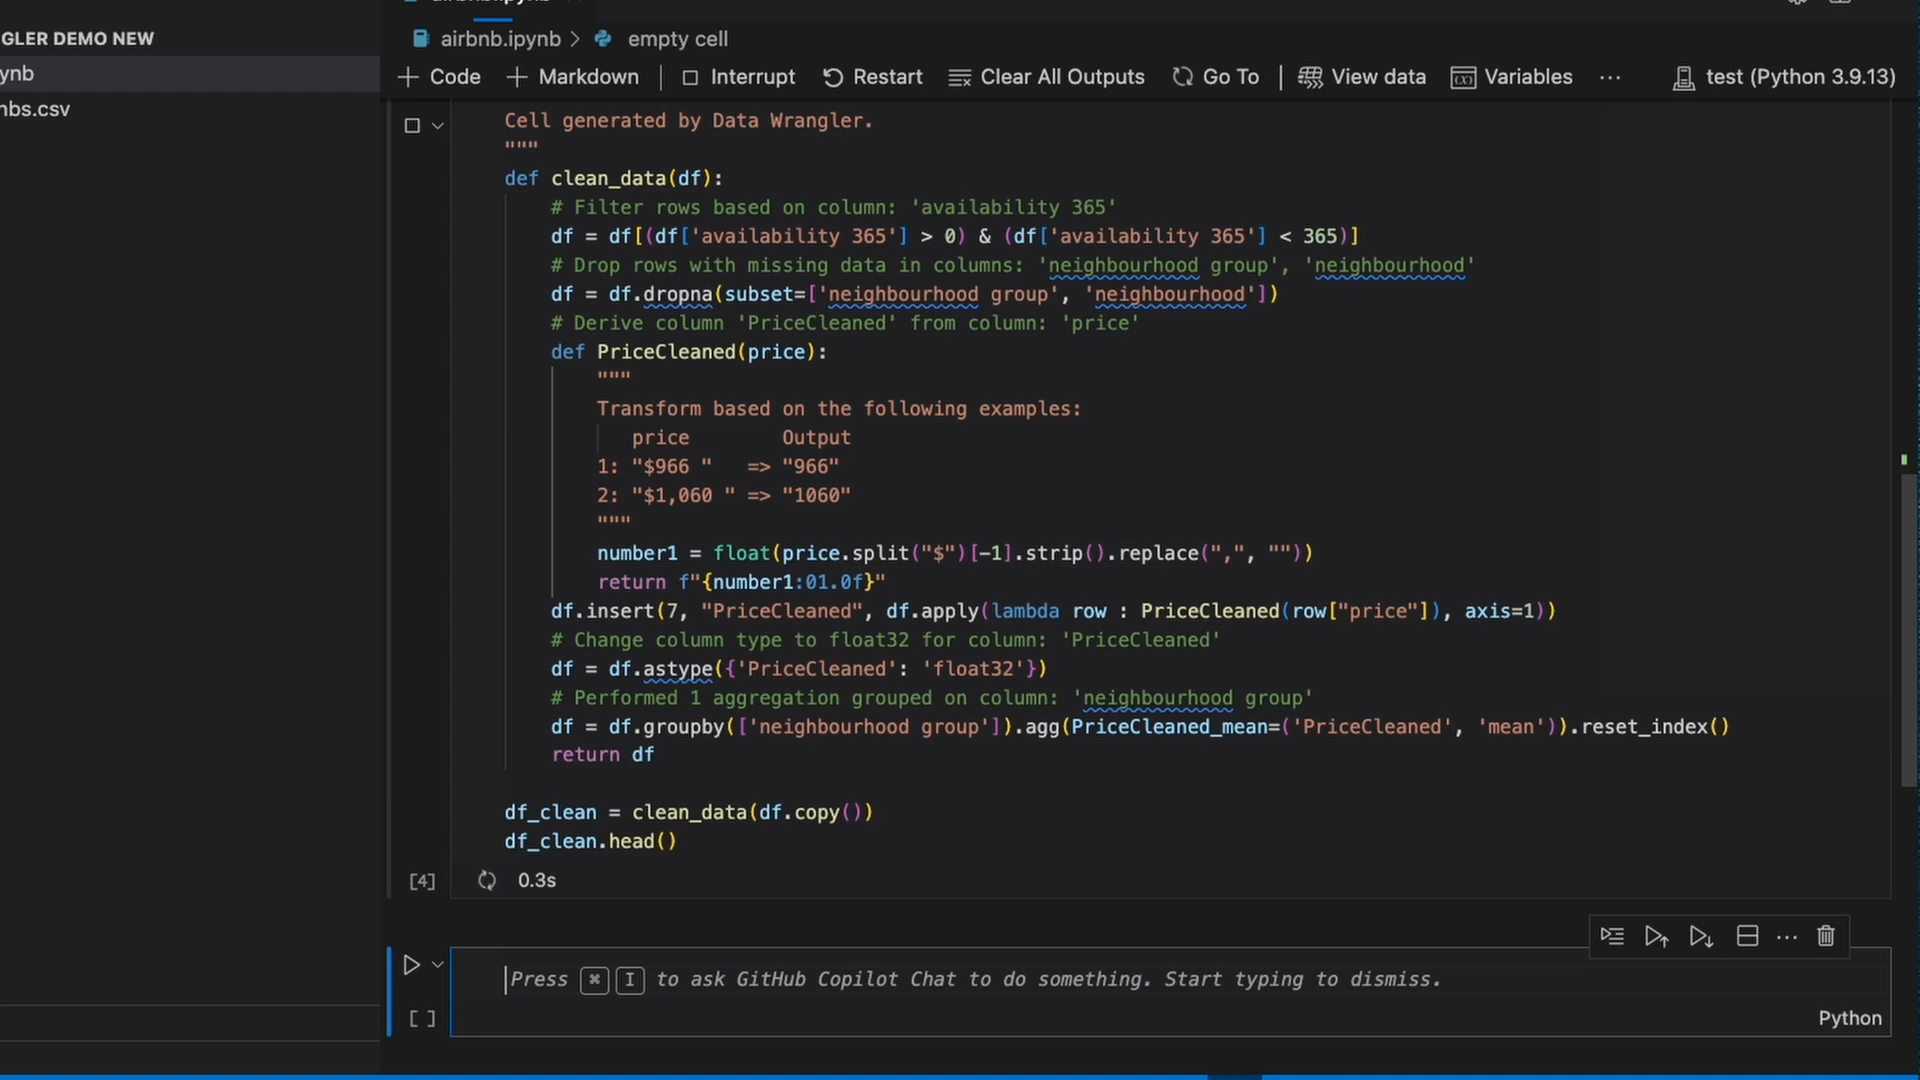 GLER DEMO NEW
ynb
nbs.csv
airbnb.ipynb
airbnb.ipynb > empty cell
+ Code + Markdown | Interrupt Restart Clear All Outputs Go To | View data Variables ... test (Python 3.9.13)
Cell generated by Data Wrangler.
"""
def clean_data(df):
# Filter rows based on column: 'availability 365'
df = df[(df['availability 365'] > 0) & (df['availability 365'] < 365)]
# Drop rows with missing data in columns: 'neighbourhood group', 'neighbourhood'
df = df.dropna(subset=['neighbourhood group', 'neighbourhood'])
# Derive column 'PriceCleaned' from column: 'price'
def PriceCleaned(price):
"""
Transform based on the following examples:
price Output
1: "$966 " => "966"
2: "$1,060 " => "1060"
"""
number1 = float(price.split("$")[-1].strip().replace(",", ""))
return f"{number1:01.0f}"
df.insert(7, "PriceCleaned", df.apply(lambda row : PriceCleaned(row["price"]), axis=1))
# Change column type to float32 for column: 'PriceCleaned'
df = df.astype({'PriceCleaned': 'float32'})
# Performed 1 aggregation grouped on column: 'neighbourhood group'
df = df.groupby(['neighbourhood group']).agg(PriceCleaned_mean=('PriceCleaned', 'mean')).reset_index()
return df
df_clean = clean_data(df.copy())
df_clean.head()
[4] 0.3s
Press ⌘ I to ask GitHub Copilot Chat to do something. Start typing to dismiss.
[ ] Python